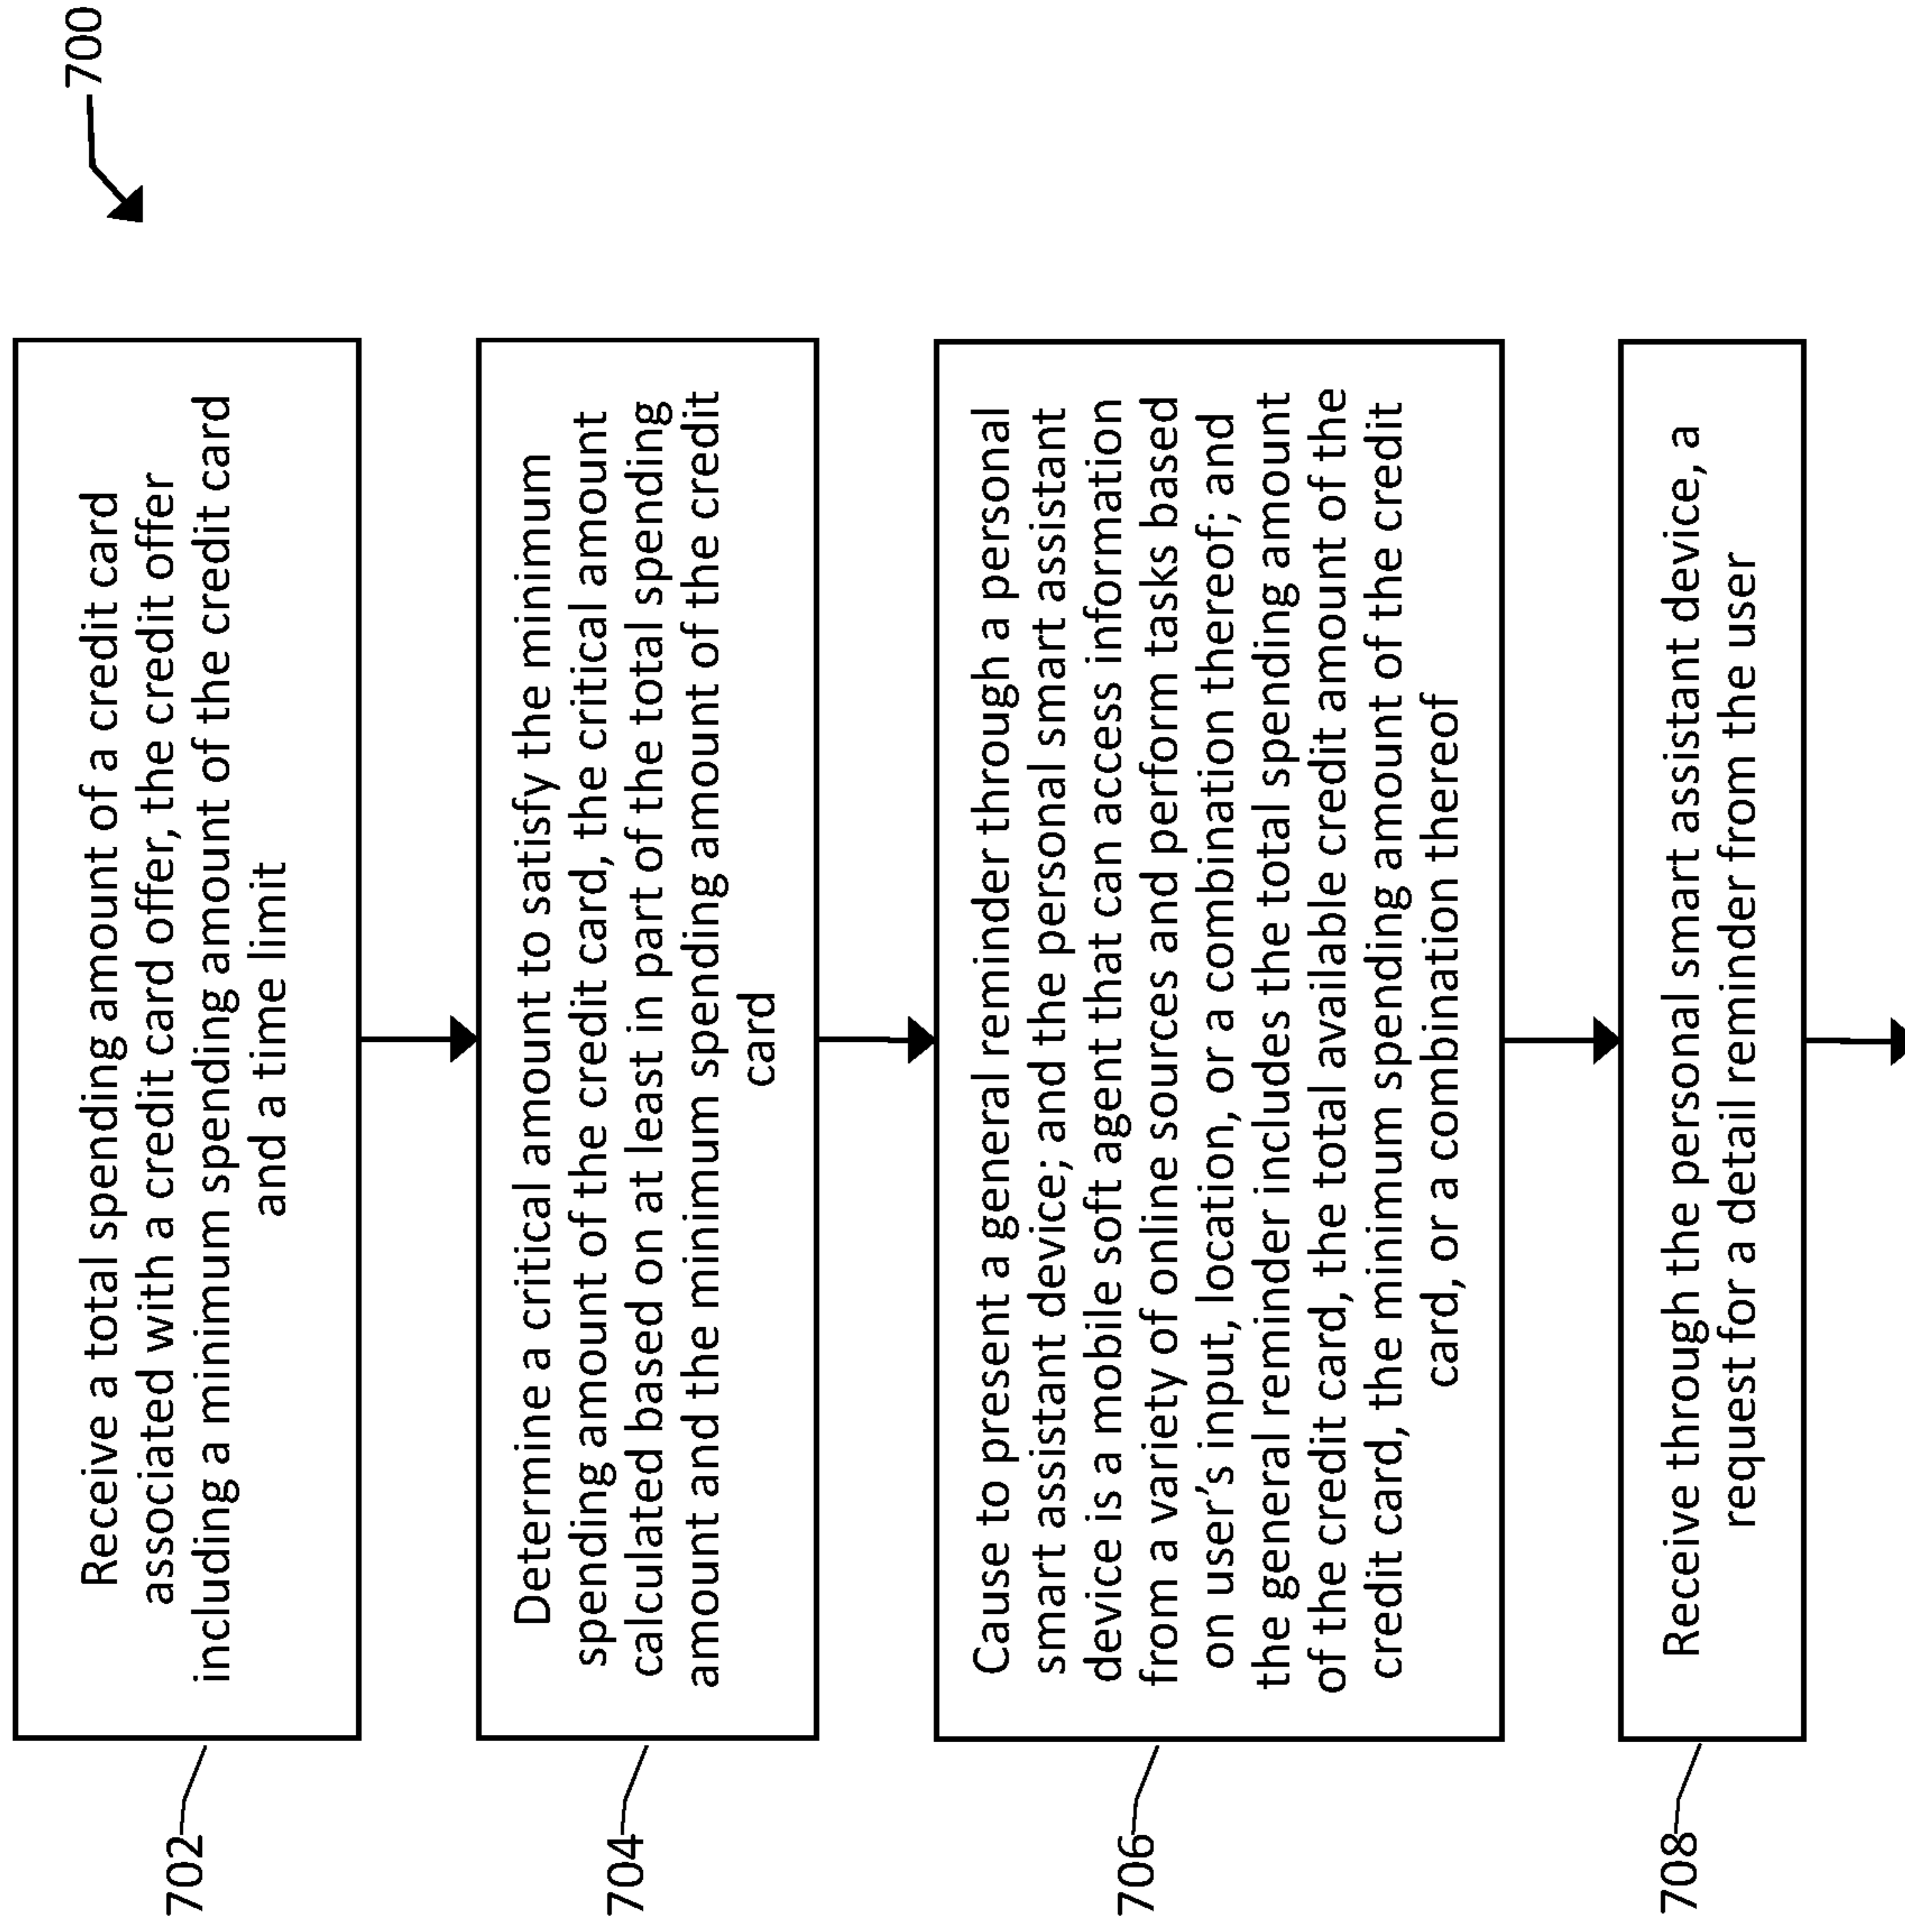 700
702
Receive a total spending amount of a credit card
associated with a credit card offer, the credit offer
including a minimum spending amount of the credit card
and a time limit
704
Determine a critical amount to satisfy the minimum
spending amount of the credit card, the critical amount
calculated based on at least in part of the total spending
amount and the minimum spending amount of the credit
card
706
Cause to present a general reminder through a personal
smart assistant device; and the personal smart assistant
device is a mobile soft agent that can access information
from a variety of online sources and perform tasks based
on user’s input, location, or a combination thereof; and
the general reminder includes the total spending amount
of the credit card, the total available credit amount of the
credit card, the minimum spending amount of the credit
card, or a combination thereof
708
Receive through the personal smart assistant device, a
request for a detail reminder from the user